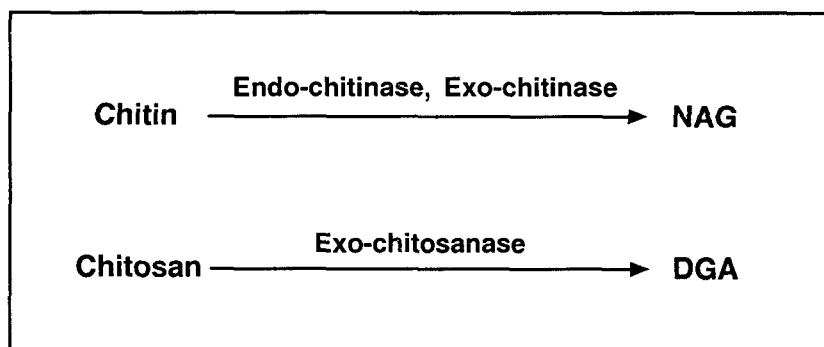 Endo-chitinase, Exo-chitinase
Chitin NAG
Exo-chitosanase
Chitosan DGA